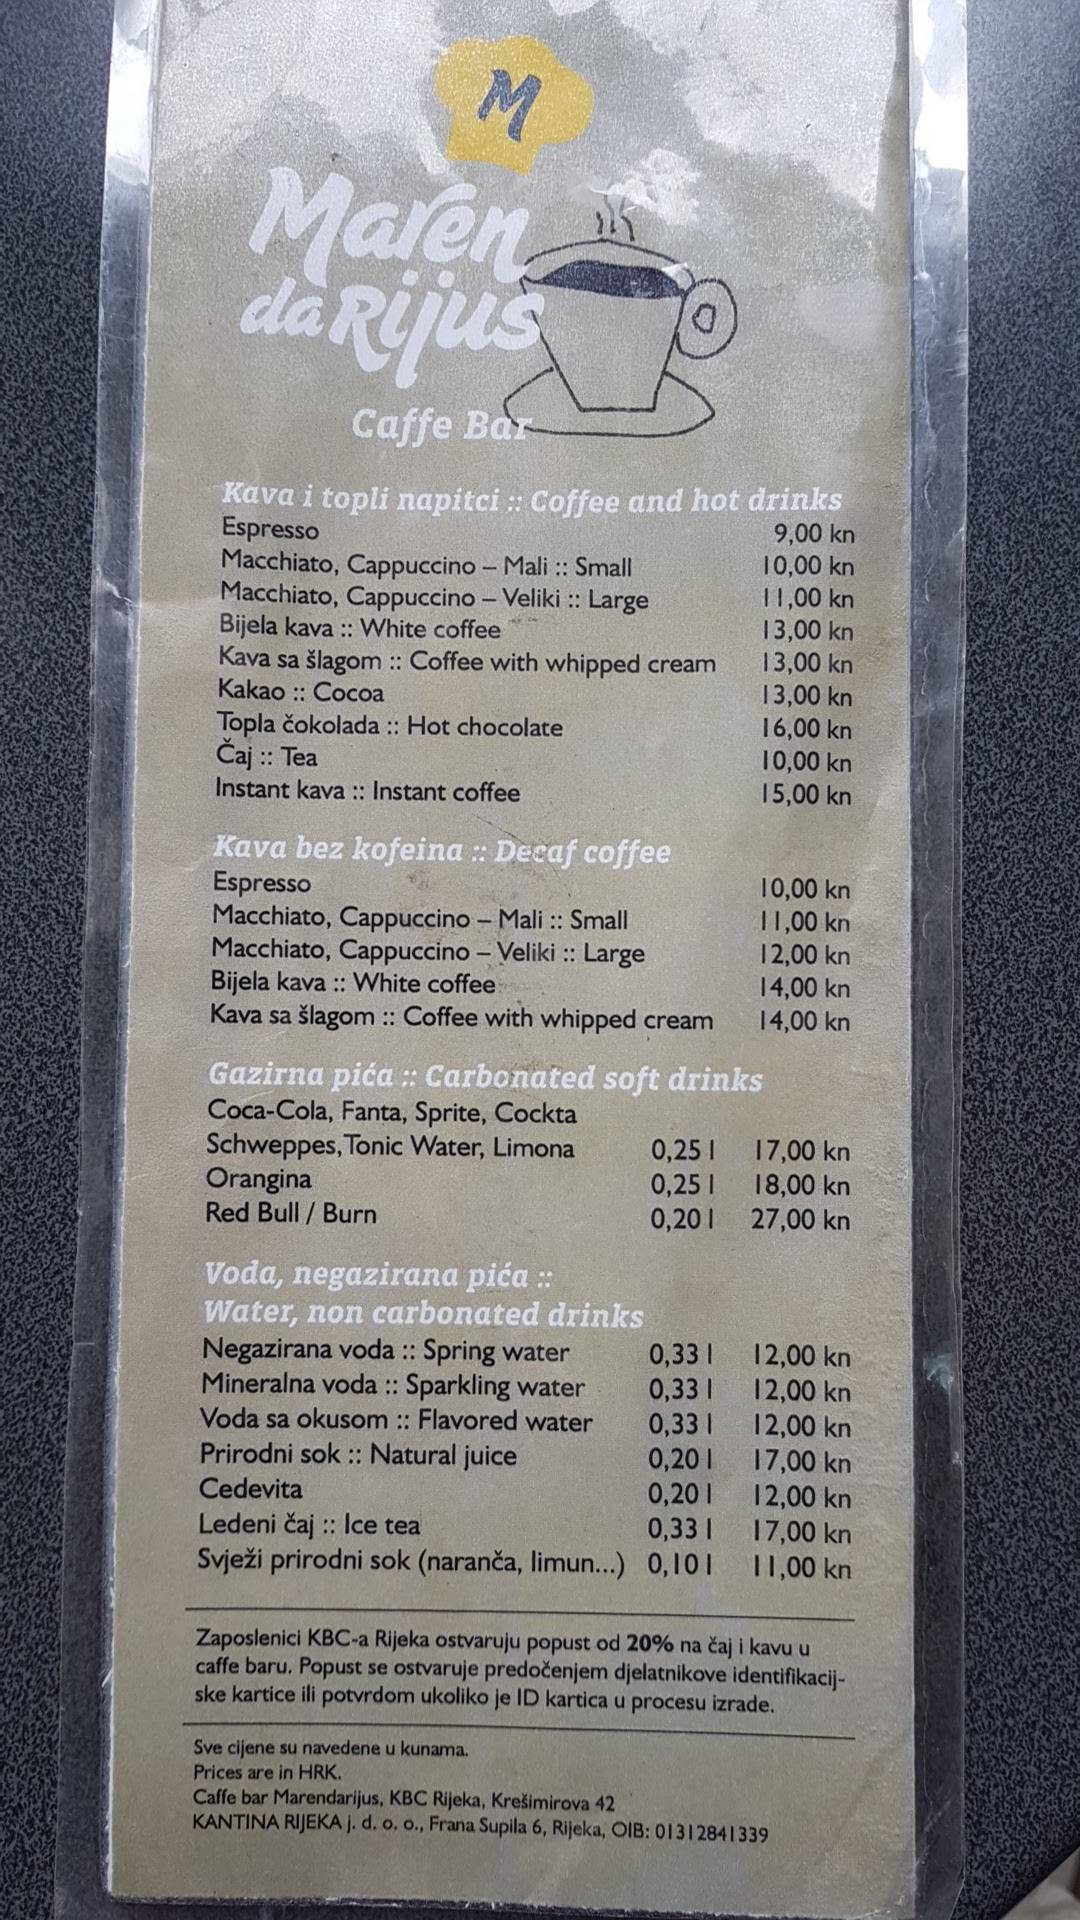 M
Maren
da Rijus
Caffe Bar
Kava i topli napitci :: Coffee and hot drinks
Espresso 9,00 kn
Macchiato, Cappuccino – Mali :: Small 10,00 kn
Macchiato, Cappuccino – Veliki :: Large 11,00 kn
Bijela kava :: White coffee 13,00 kn
Kava sa šlagom :: Coffee with whipped cream 13,00 kn
Kakao :: Cocoa 13,00 kn
Topla čokolada :: Hot chocolate 16,00 kn
Čaj :: Tea 10,00 kn
Instant kava :: Instant coffee 15,00 kn
Kava bez kofeina :: Decaf coffee
Espresso 10,00 kn
Macchiato, Cappuccino – Mali :: Small 11,00 kn
Macchiato, Cappuccino – Veliki :: Large 12,00 kn
Bijela kava :: White coffee 14,00 kn
Kava sa šlagom :: Coffee with whipped cream 14,00 kn
Gazirna pića :: Carbonated soft drinks
Coca-Cola, Fanta, Sprite, Cockta
Schweppes, Tonic Water, Limona 0,25 l 17,00 kn
Orangina 0,25 l 18,00 kn
Red Bull / Burn 0,20 l 27,00 kn
Voda, negazirana pića ::
Water, non carbonated drinks
Negazirana voda :: Spring water 0,33 l 12,00 kn
Mineralna voda :: Sparkling water 0,33 l 12,00 kn
Voda sa okusom :: Flavored water 0,33 l 12,00 kn
Prirodni sok :: Natural juice 0,20 l 17,00 kn
Cedevita 0,20 l 12,00 kn
Ledeni čaj :: Ice tea 0,33 l 17,00 kn
Svježi prirodni sok (naranča, limun...) 0,10 l 11,00 kn
Zaposlenici KBC-a Rijeka ostvaruju popust od 20% na čaj i kavu u
caffe baru. Popust se ostvaruje predočenjem djelatnikove identifikacij-
ske kartice ili potvrdom ukoliko je ID kartica u procesu izrade.
Sve cijene su navedene u kunama.
Prices are in HRK.
Caffe bar Marendarijus, KBC Rijeka, Krešimirova 42
KANTINA RIJEKA j. d. o. o., Frana Supila 6, Rijeka, OIB: 01312841339